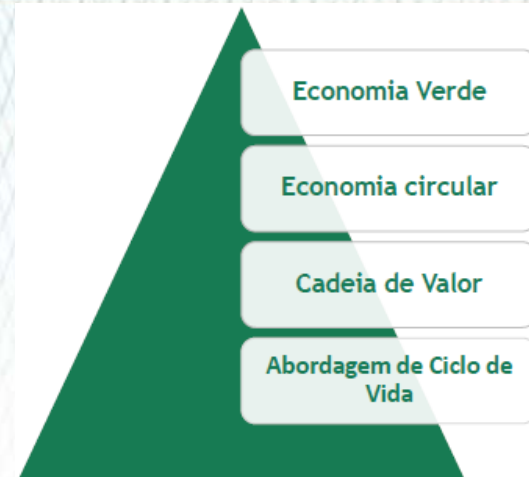 Economia Verde
Economia circular
Cadeia de Valor
Abordagem de Ciclo de
Vida